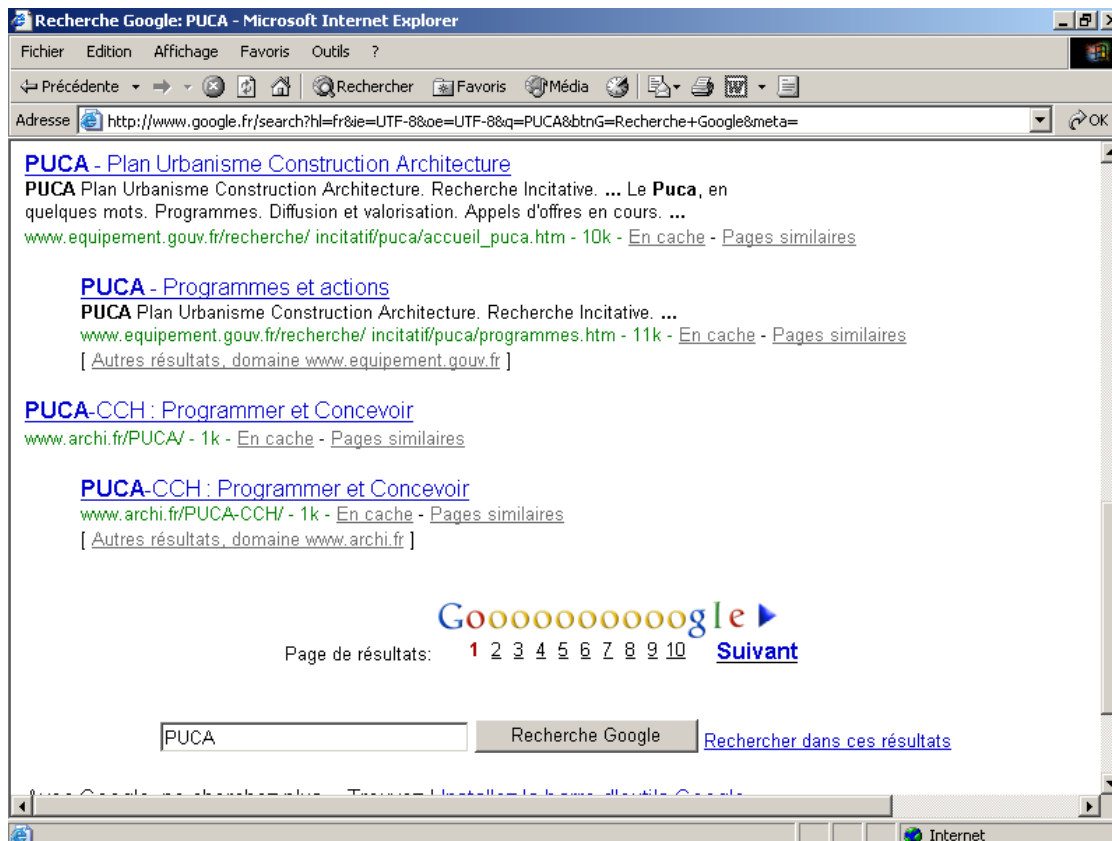 Recherche Google: PUCA - Microsoft Internet Explorer
Fichier Edition Affichage Favoris Outils ?
Précédente Rechercher Favoris Média
Adresse http://www.google.fr/search?hl=fr&ie=UTF-8&oe=UTF-8&q=PUCA&btnG=Recherche+Google&meta= OK
PUCA - Plan Urbanisme Construction Architecture
PUCA Plan Urbanisme Construction Architecture. Recherche Incitative. ... Le Puca, en
quelques mots. Programmes. Diffusion et valorisation. Appels d'offres en cours. ...
www.equipement.gouv.fr/recherche/ incitatif/puca/accueil_puca.htm - 10k - En cache - Pages similaires
PUCA - Programmes et actions
PUCA Plan Urbanisme Construction Architecture. Recherche Incitative. ...
www.equipement.gouv.fr/recherche/ incitatif/puca/programmes.htm - 11k - En cache - Pages similaires
[ Autres résultats, domaine www.equipement.gouv.fr ]
PUCA-CCH : Programmer et Concevoir
www.archi.fr/PUCA/ - 1k - En cache - Pages similaires
PUCA-CCH : Programmer et Concevoir
www.archi.fr/PUCA-CCH/ - 1k - En cache - Pages similaires
[ Autres résultats, domaine www.archi.fr ]
Goooooooooogle
Page de résultats: 1 2 3 4 5 6 7 8 9 10 Suivant
PUCA Recherche Google Rechercher dans ces résultats
Internet